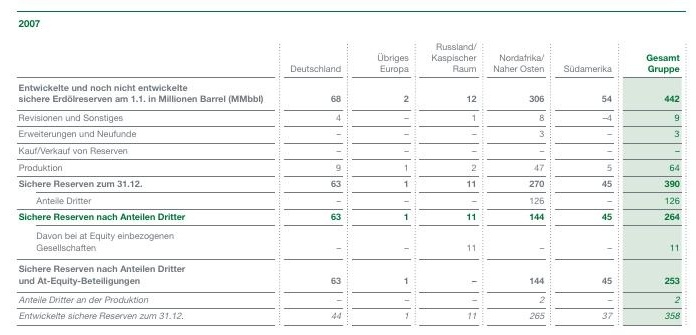 2007
Deutschland
Übriges
Europa
Russland/
Kaspischer
Raum
Nordafrika/
Naher Osten
Südamerika
Gesamt
Gruppe
Entwickelte und noch nicht entwickelte
sichere Erdölreserven am 1.1. in Millionen Barrel (MMbbl) 68 2 12 306 54 442
Revisionen und Sonstiges 4 – 1 8 –4 9
Erweiterungen und Neufunde – – – 3 – 3
Kauf/Verkauf von Reserven – – – – – –
Produktion 9 1 2 47 5 64
Sichere Reserven zum 31.12. 63 1 11 270 45 390
Anteile Dritter – – – 126 – 126
Sichere Reserven nach Anteilen Dritter 63 1 11 144 45 264
Davon bei at Equity einbezogenen
Gesellschaften – – 11 – – 11
Sichere Reserven nach Anteilen Dritter
und At-Equity-Beteiligungen 63 1 – 144 45 253
Anteile Dritter an der Produktion – – – 2 – 2
Entwickelte sichere Reserven zum 31.12. 44 1 11 265 37 358